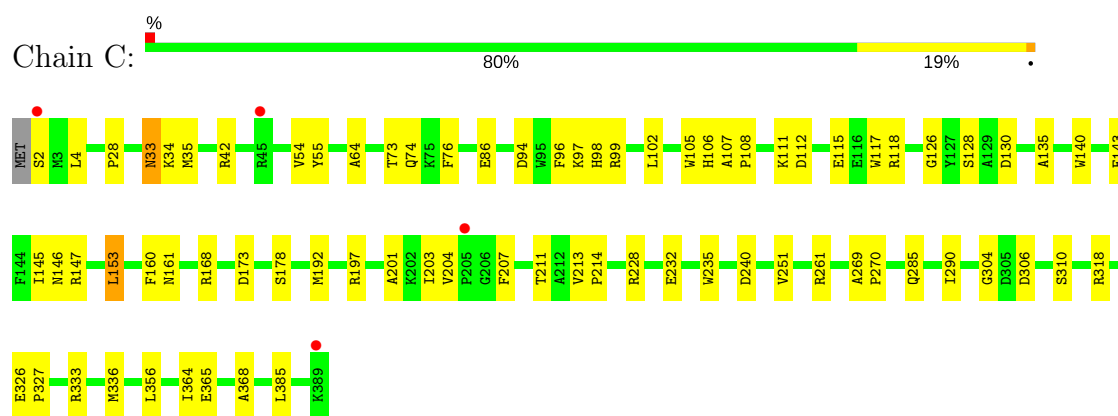 %
Chain C:
80% 19% •
MET S2 M3 L4 P28 N33 K34 M35 R42 R45 V54 Y55 A64 T73 Q74 K75 F76 E86 D94 W95 F96 K97 H98 R99 L102 W105 H106 A107 P108 K111 D112 E115 E116 W117 R118 G126 Y127 S128 A129 D130 A135 W140
F144 I145 N146 R147 L153 F160 N161 R168 D173 S178 M192 R197 A201 K202 I203 V204 P205 G206 F207 T211 A212 V213 P214 R228 E232 W235 D240 V251 R261 A269 P270 Q285 I290 G304 D305 D306 S310 R318
E326 P327 R333 M336 L356 I364 E365 A368 L385 K389